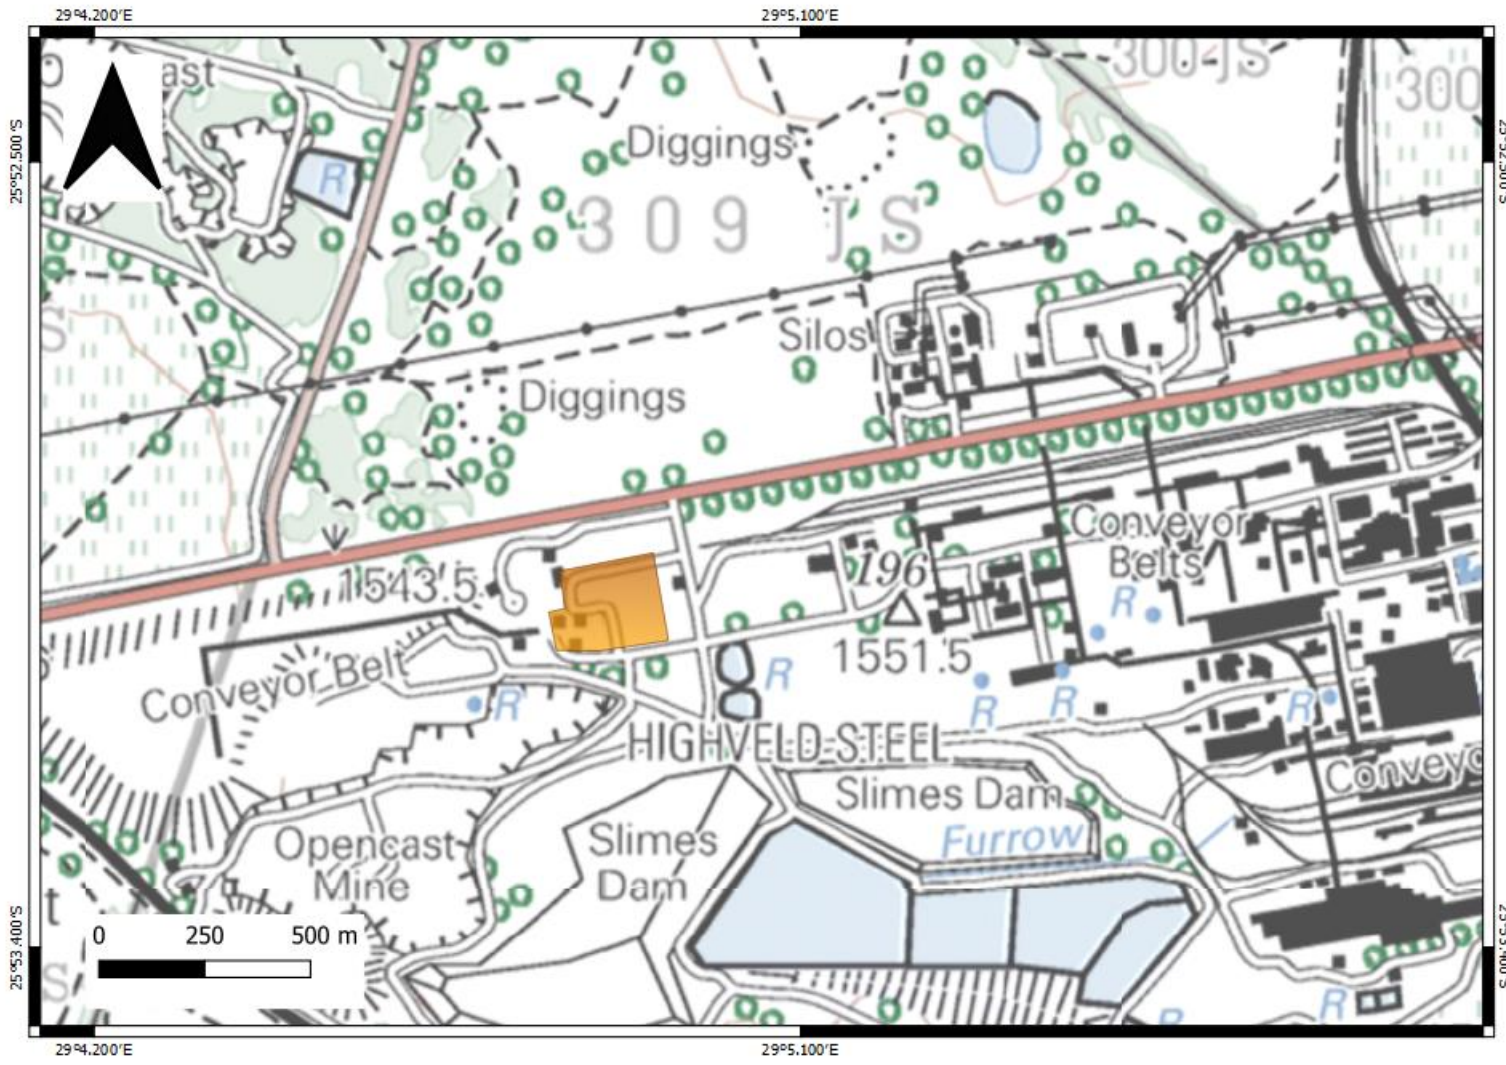 29°4.200'E 29°5.100'E
25°52.500'S
ast
300 JS
300
R
Diggings
309 JS
S
Silos
Diggings
Conveyor
Belts
196
1543.5
R
1551.5
Conveyor Belt
R
R
R
R
R
HIGHVELD STEEL
Slimes Dam
Furrow
Opencast
Mine
Slimes
Dam
t
0 250 500 m
25°53.400'S
S
R
R
29°4.200'E 29°5.100'E